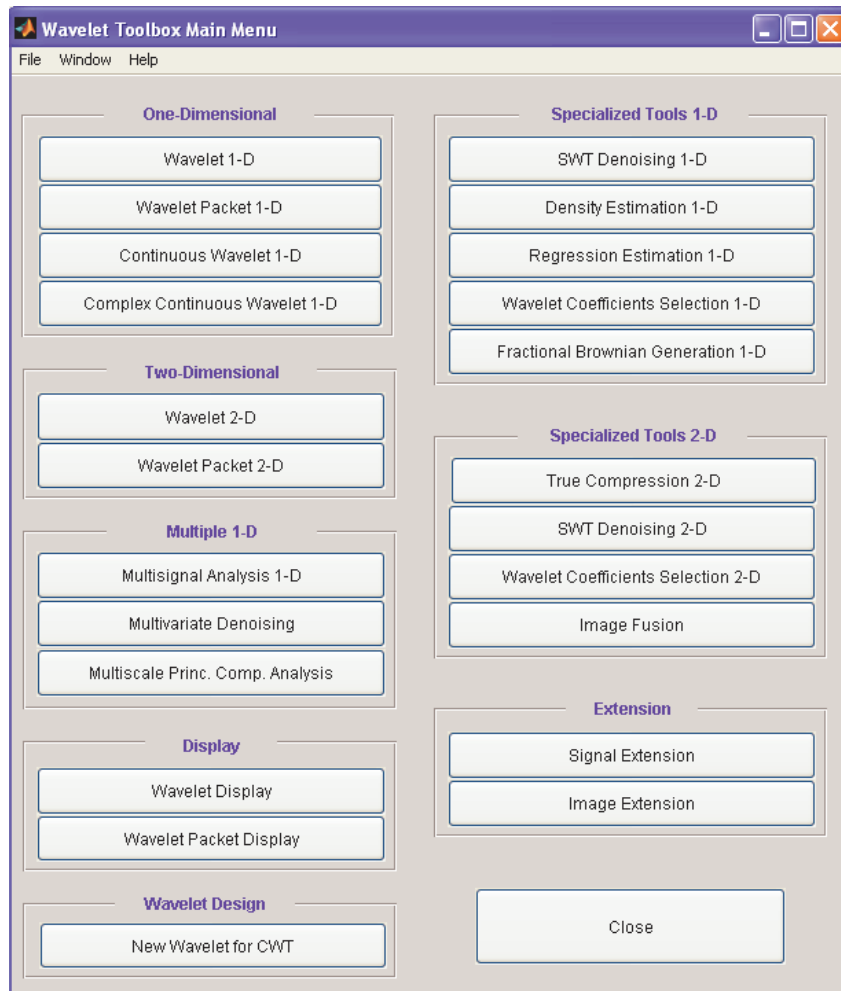 Wavelet Toolbox Main Menu
File Window Help
One-Dimensional
Wavelet 1-D
Wavelet Packet 1-D
Continuous Wavelet 1-D
Complex Continuous Wavelet 1-D
Two-Dimensional
Wavelet 2-D
Wavelet Packet 2-D
Multiple 1-D
Multisignal Analysis 1-D
Multivariate Denoising
Multiscale Princ. Comp. Analysis
Display
Wavelet Display
Wavelet Packet Display
Wavelet Design
New Wavelet for CWT
Specialized Tools 1-D
SWT Denoising 1-D
Density Estimation 1-D
Regression Estimation 1-D
Wavelet Coefficients Selection 1-D
Fractional Brownian Generation 1-D
Specialized Tools 2-D
True Compression 2-D
SWT Denoising 2-D
Wavelet Coefficients Selection 2-D
Image Fusion
Extension
Signal Extension
Image Extension
Close